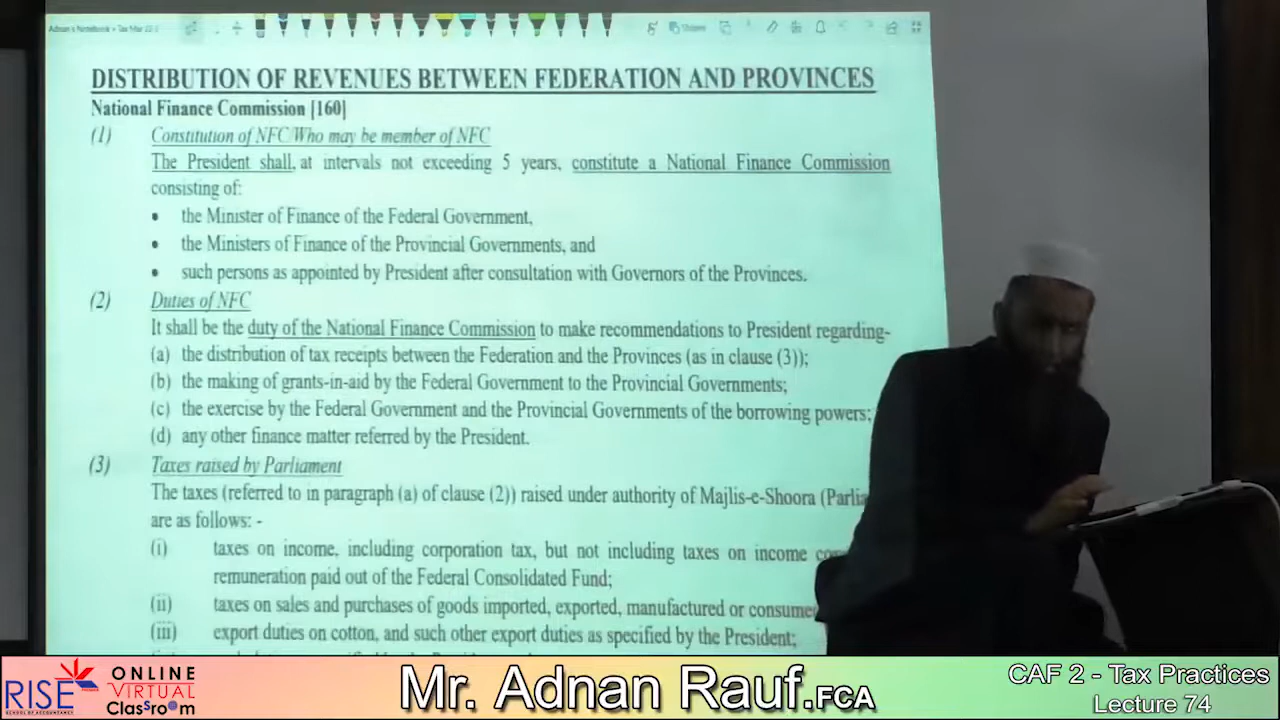 Adnan's Notebook
DISTRIBUTION OF REVENUES BETWEEN FEDERATION AND PROVINCES
National Finance Commission [160]
(1) Constitution of NFC/Who may be member of NFC
The President shall, at intervals not exceeding 5 years, constitute a National Finance Commission
consisting of:
• the Minister of Finance of the Federal Government,
• the Ministers of Finance of the Provincial Governments, and
• such persons as appointed by President after consultation with Governors of the Provinces.
(2) Duties of NFC
It shall be the duty of the National Finance Commission to make recommendations to President regarding-
(a) the distribution of tax receipts between the Federation and the Provinces (as in clause (3));
(b) the making of grants-in-aid by the Federal Government to the Provincial Governments;
(c) the exercise by the Federal Government and the Provincial Governments of the borrowing powers;
(d) any other finance matter referred by the President.
(3) Taxes raised by Parliament
The taxes (referred to in paragraph (a) of clause (2)) raised under authority of Majlis-e-Shoora (Parlia
are as follows: -
(i) taxes on income, including corporation tax, but not including taxes on income
remuneration paid out of the Federal Consolidated Fund;
(ii) taxes on sales and purchases of goods imported, exported, manufactured or consume
(iii) export duties on cotton, and such other export duties as specified by the President;
RISE
SCHOOL OF ACCOUNTANCY
ONLINE
VIRTUAL
Classroom
Mr. Adnan Rauf.FCA
CAF 2 - Tax Practices
Lecture 74